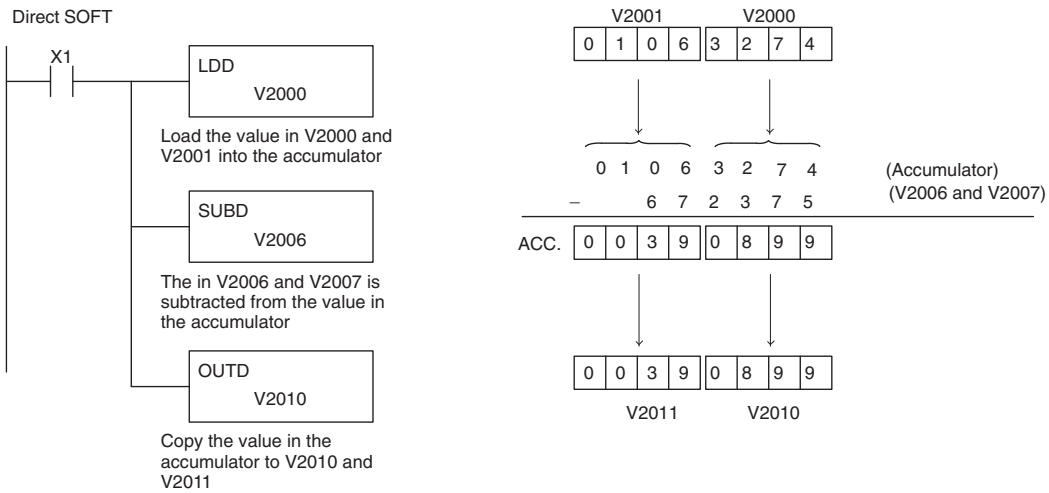 Direct SOFT
X1
LDD
V2000
Load the value in V2000 and
V2001 into the accumulator
SUBD
V2006
The in V2006 and V2007 is
subtracted from the value in
the accumulator
OUTD
V2010
Copy the value in the
accumulator to V2010 and
V2011
V2001 V2000
0 1 0 6 3 2 7 4
0 1 0 6 3 2 7 4 (Accumulator)
– 6 7 2 3 7 5 (V2006 and V2007)
ACC. 0 0 3 9 0 8 9 9
0 0 3 9 0 8 9 9
V2011 V2010